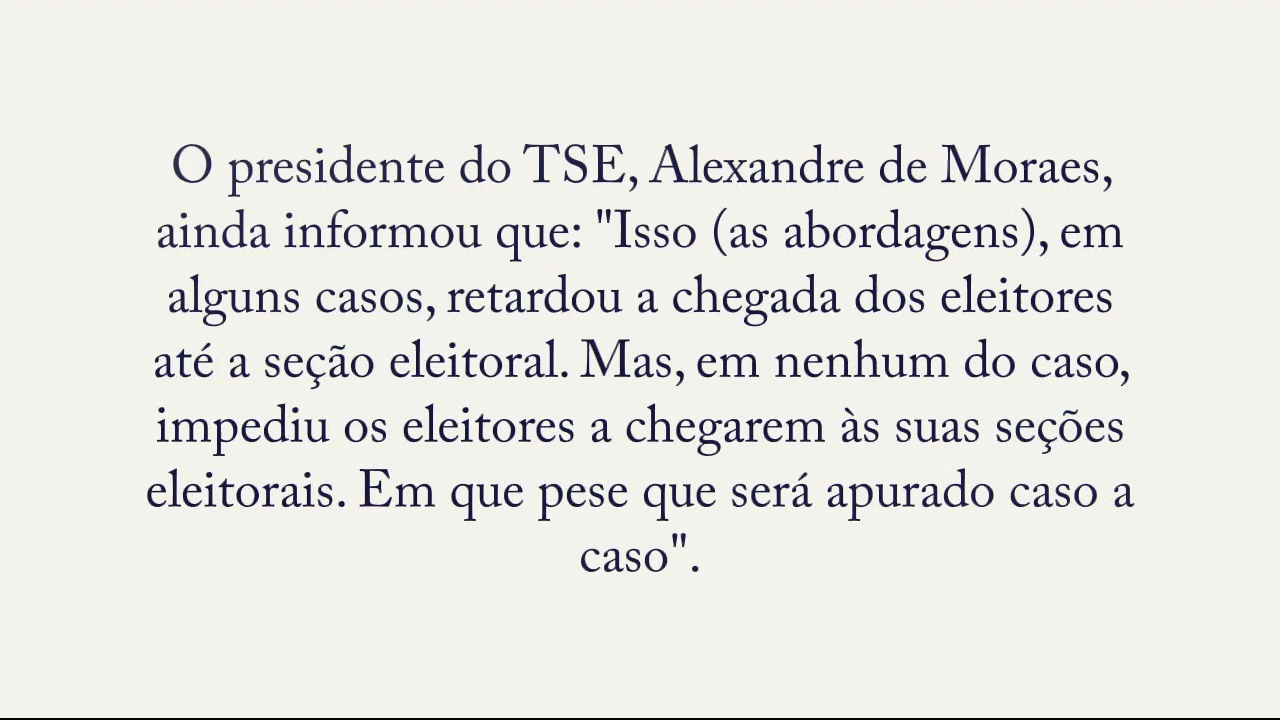 O presidente do TSE, Alexandre de Moraes,
ainda informou que: "Isso (as abordagens), em
alguns casos, retardou a chegada dos eleitores
até a seção eleitoral. Mas, em nenhum do caso,
impediu os eleitores a chegarem às suas seções
eleitorais. Em que pese que será apurado caso a
caso".